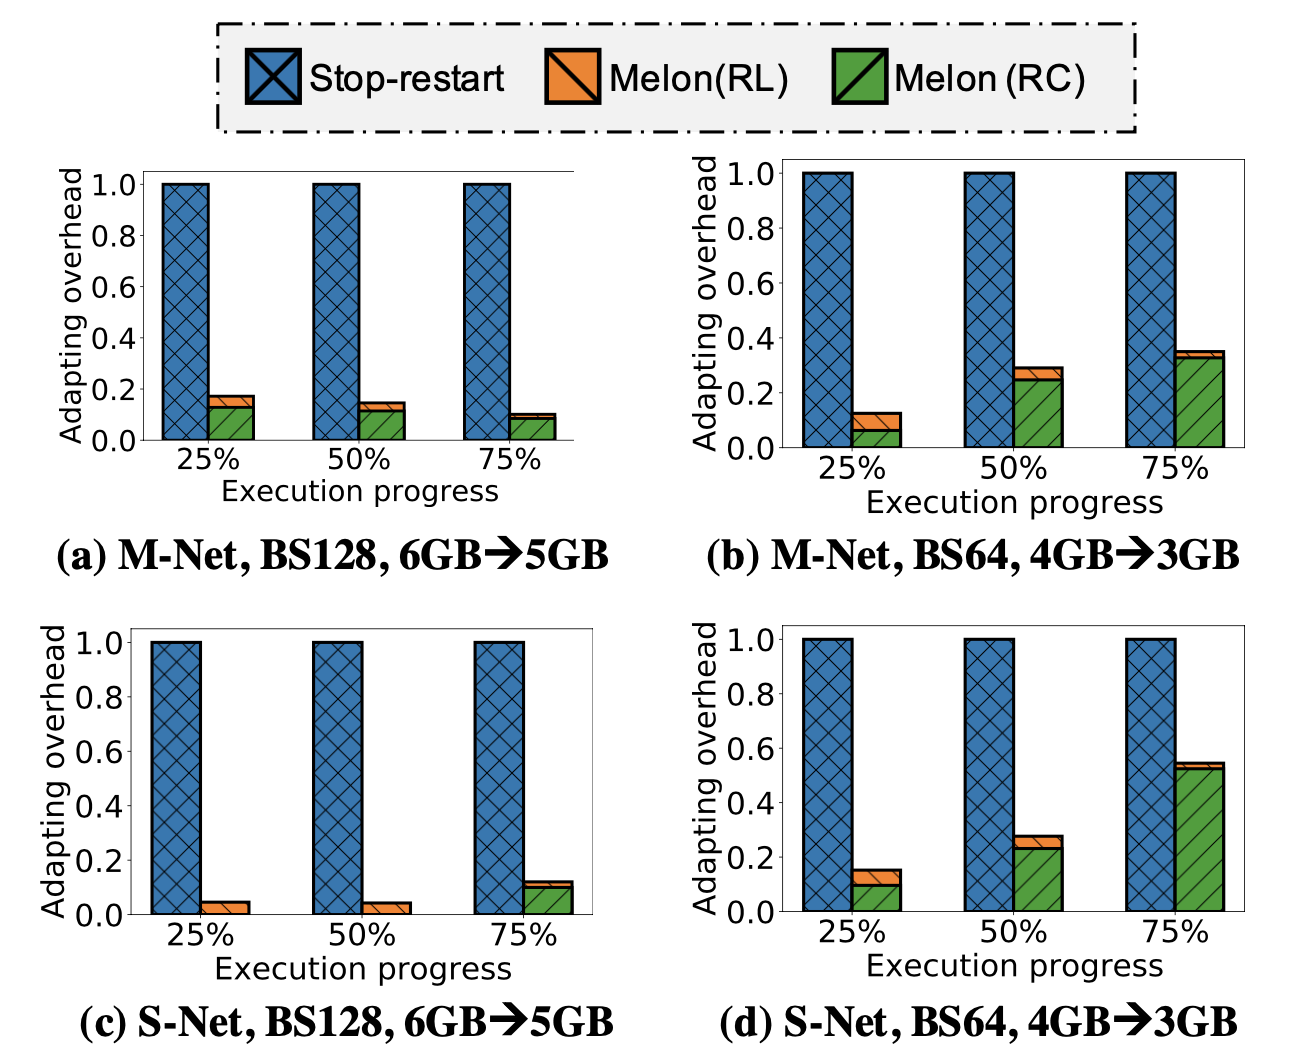 Stop-restart Melon(RL) Melon (RC)
Adapting overhead
1.0
0.8
0.6
0.4
0.2
0.0
25% 50% 75%
Execution progress
(a) M-Net, BS128, 6GB→5GB
Adapting overhead
1.0
0.8
0.6
0.4
0.2
0.0
25% 50% 75%
Execution progress
(b) M-Net, BS64, 4GB→3GB
Adapting overhead
1.0
0.8
0.6
0.4
0.2
0.0
25% 50% 75%
Execution progress
(c) S-Net, BS128, 6GB→5GB
Adapting overhead
1.0
0.8
0.6
0.4
0.2
0.0
25% 50% 75%
Execution progress
(d) S-Net, BS64, 4GB→3GB